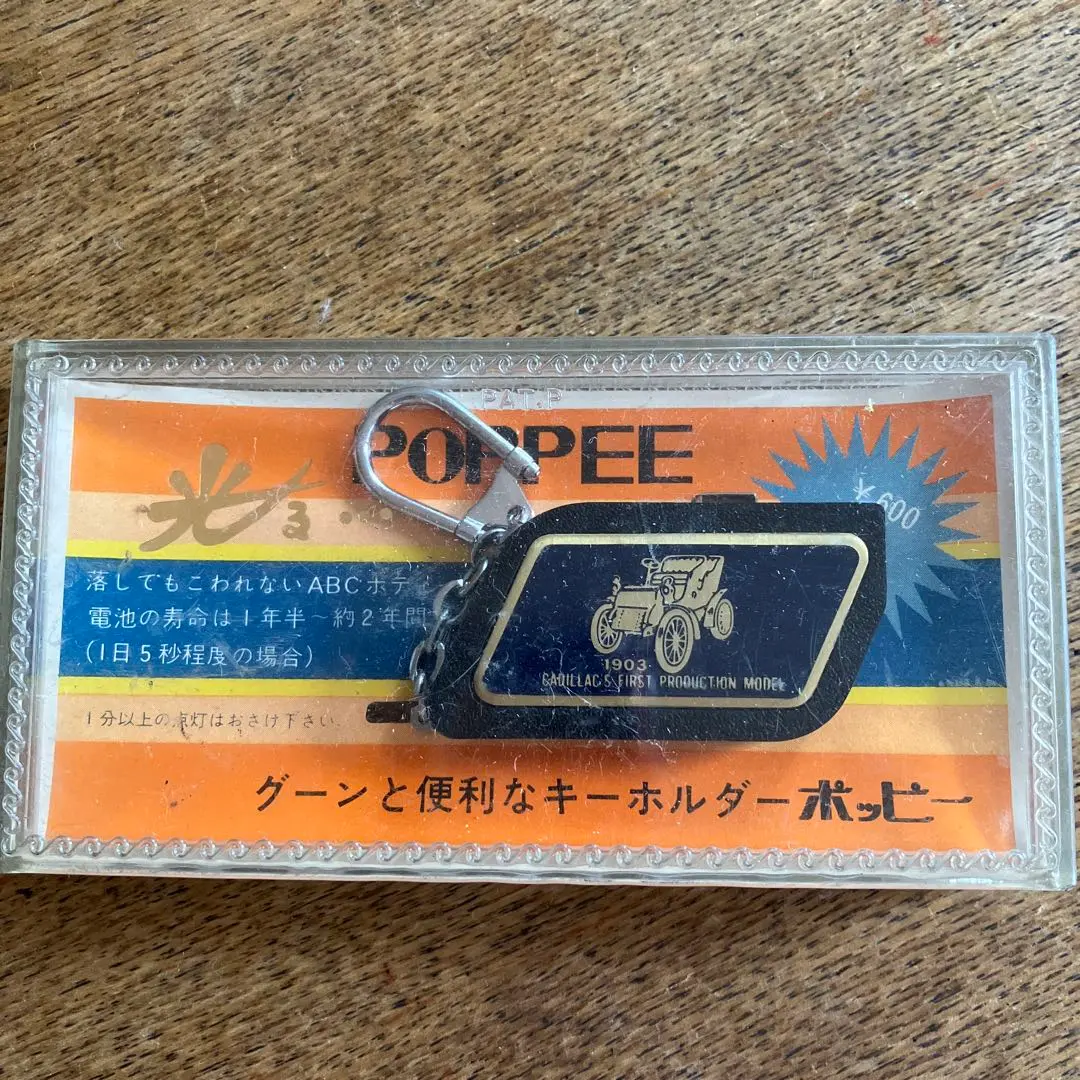 PAT.P
POPPEE
光る・・
¥600
落してもこわれないABCボディ
電池の寿命は1年半~約2年間
(1日5秒程度の場合)
1903
CADILLAC'S FIRST PRODUCTION MODEL
1分以上の点灯はおさけ下さい.
グーンと便利なキーホルダーポッピー